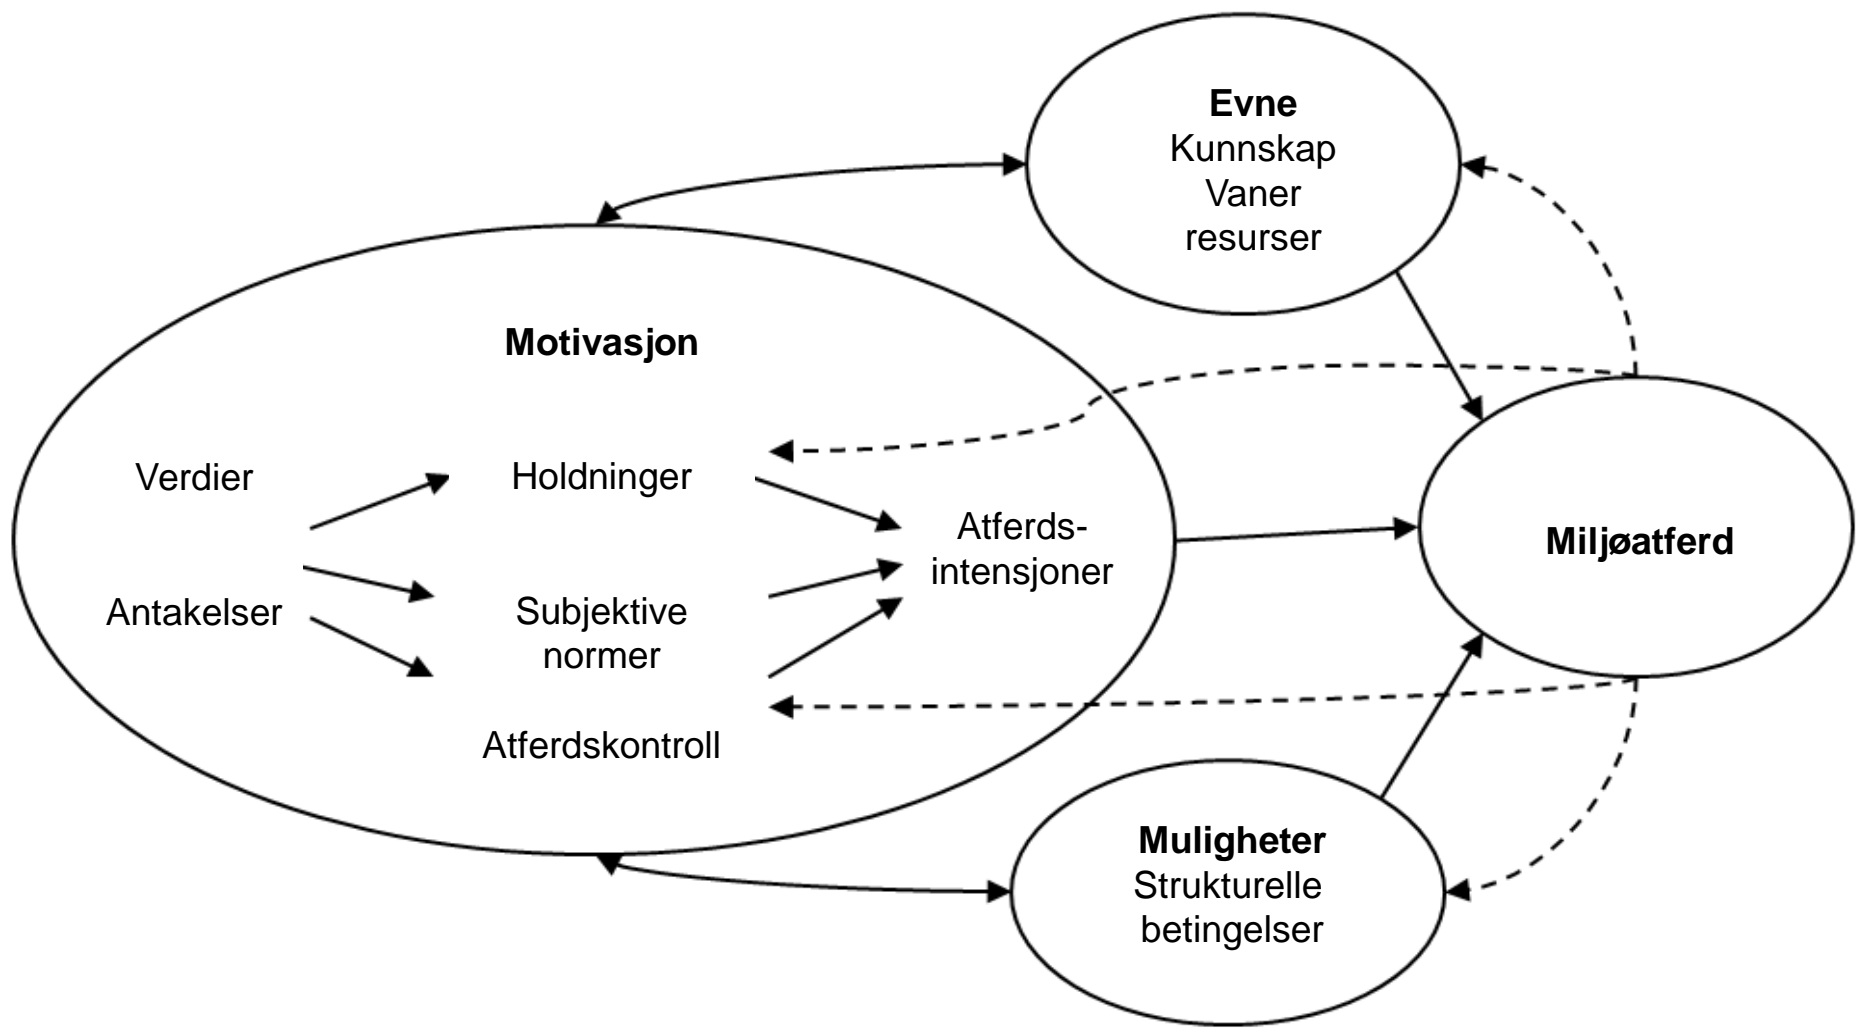 Evne
Kunnskap
Vaner
resurser
Motivasjon
Verdier
Holdninger
Atferds-
intensjoner
Antakelser
Subjektive
normer
Atferdskontroll
Miljøatferd
Muligheter
Strukturelle
betingelser